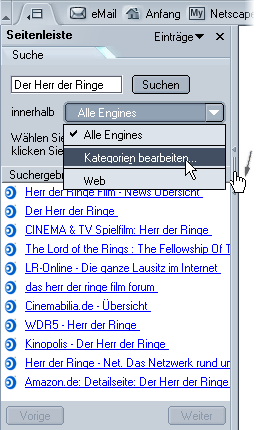 eMail Anfang My Netscap
Seitenleiste Einträge
Suche
Der Herr der Ringe Suchen
innerhalb Alle Engines
Alle Engines
Wählen Sie
Kategorien bearbeiten...
klicken Sie
Web
Suchergeb
Herr der Ringe Film - News Übersicht
Der Herr der Ringe
CINEMA & TV Spielfilm: Herr der Ringe
The Lord of the Rings : The Fellowship Of T
LR-Online - Die ganze Lausitz im Internet
das herr der ringe film forum
Cinemabilia.de - Übersicht
WDR5 - Herr der Ringe
Kinopolis - Der Herr der Ringe
Herr der Ringe - Net. Das Netzwerk rund un
Amazon.de: Detailseite: Der Herr der Ringe
Vorige Weiter